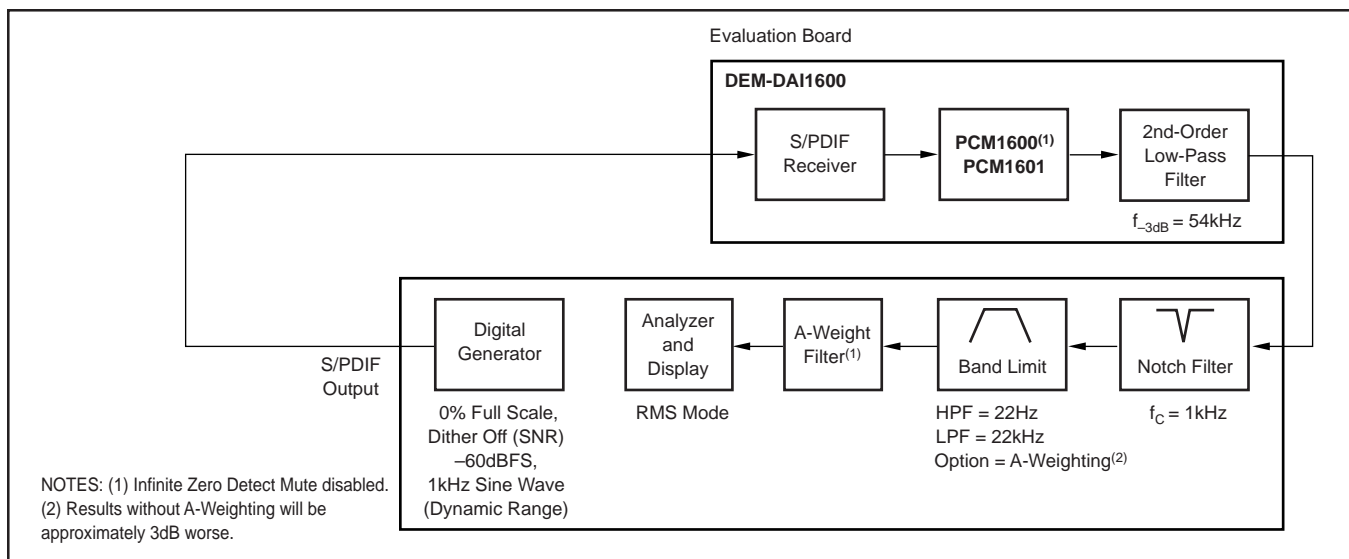 Evaluation Board
DEM-DAI1600
S/PDIF
Receiver
PCM1600(1)
PCM1601
2nd-Order
Low-Pass
Filter
f–3dB = 54kHz
S/PDIF
Output
Digital
Generator
0% Full Scale,
Dither Off (SNR)
–60dBFS,
1kHz Sine Wave
(Dynamic Range)
Analyzer
and
Display
RMS Mode
A-Weight
Filter(1)
Band Limit
HPF = 22Hz
LPF = 22kHz
Option = A-Weighting(2)
Notch Filter
fC = 1kHz
NOTES: (1) Infinite Zero Detect Mute disabled.
(2) Results without A-Weighting will be
approximately 3dB worse.